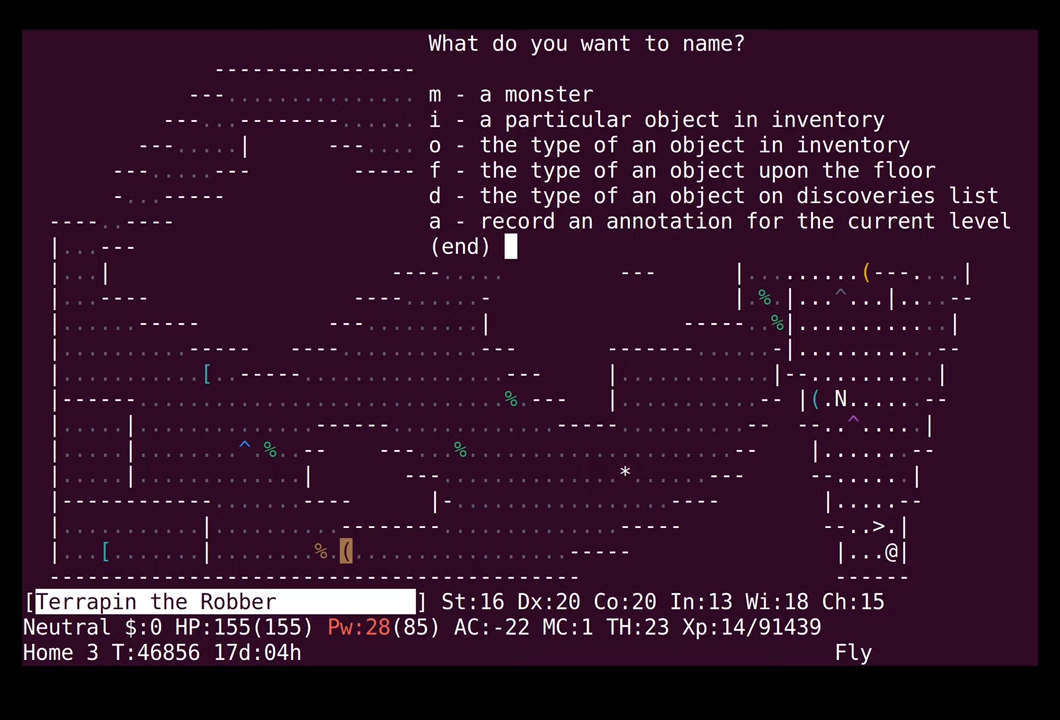 What do you want to name?
m - a monster
i - a particular object in inventory
o - the type of an object in inventory
f - the type of an object upon the floor
d - the type of an object on discoveries list
a - record an annotation for the current level
(end)
[Terrapin the Robber ] St:16 Dx:20 Co:20 In:13 Wi:18 Ch:15
Neutral $:0 HP:155(155) Pw:28(85) AC:-22 MC:1 TH:23 Xp:14/91439
Home 3 T:46856 17d:04h Fly